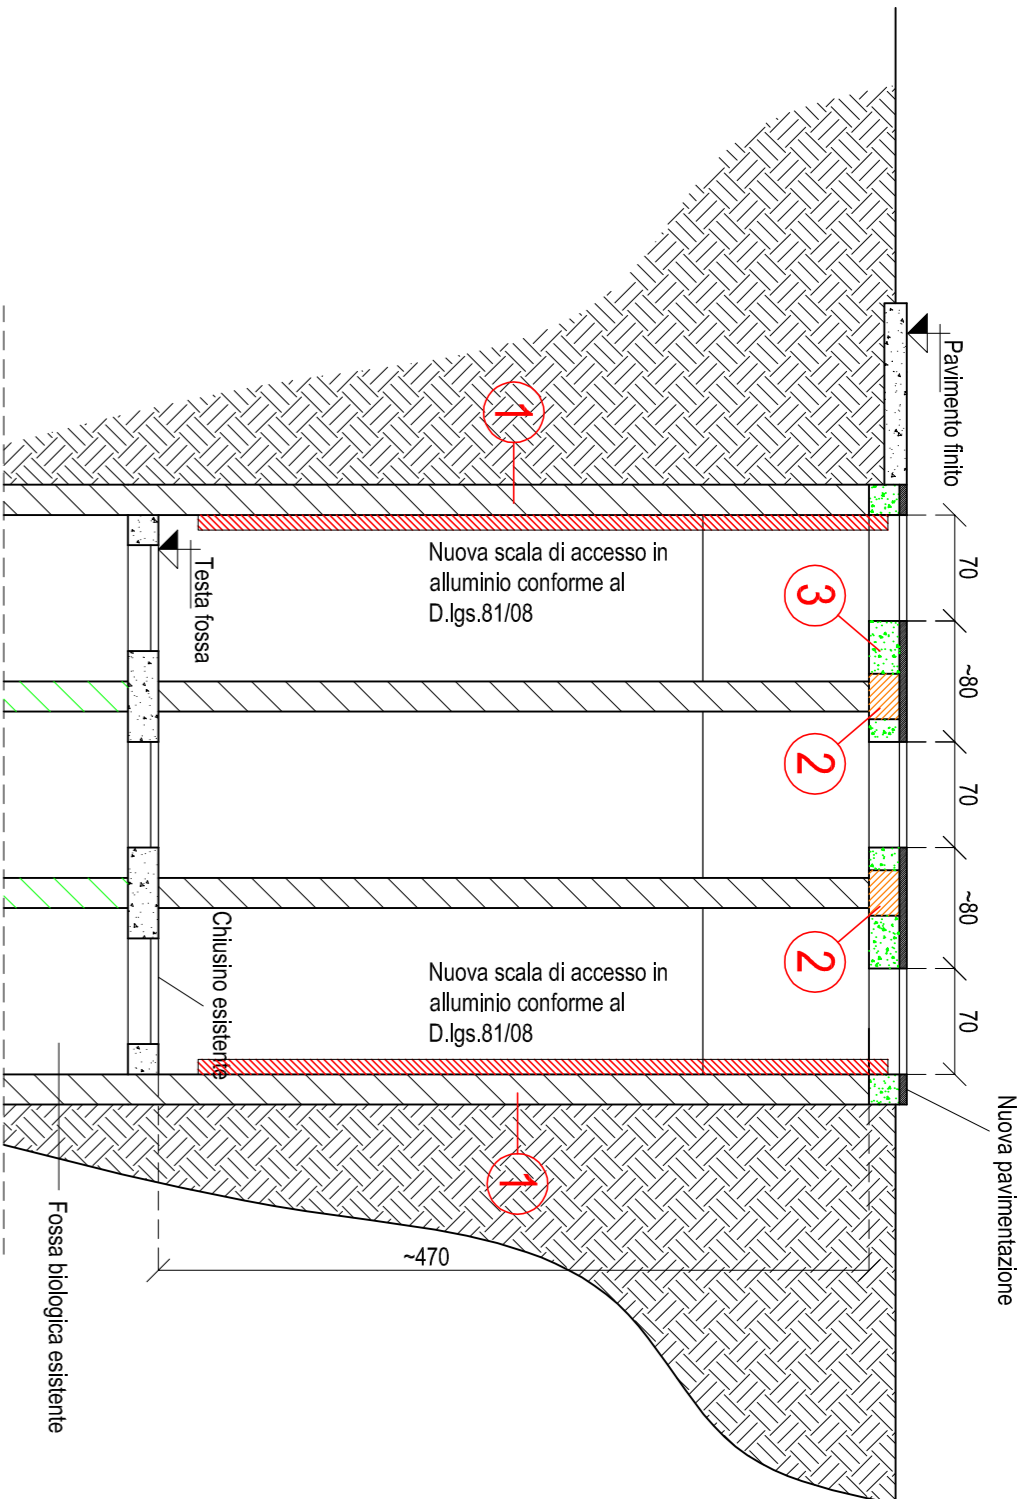 Pavimento finito
Nuova pavimentazione
70
~80
70
~80
70
3
2
2
1
1
Nuova scala di accesso in
alluminio conforme al
D.lgs.81/08
Nuova scala di accesso in
alluminio conforme al
D.lgs.81/08
~470
Testa fossa
Chiusino esistente
Fossa biologica esistente